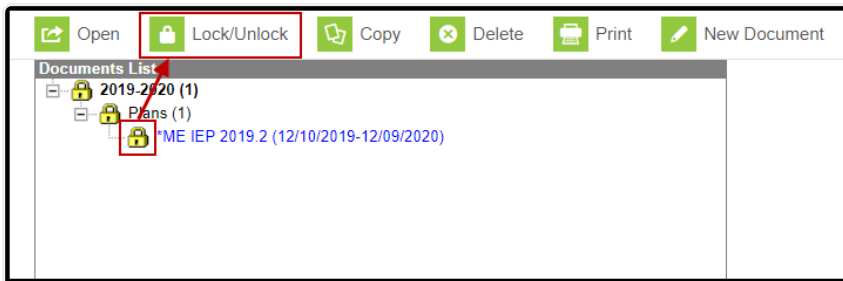 Open Lock/Unlock Copy Delete Print New Document
Documents List
2019-2020 (1)
Plans (1)
*ME IEP 2019.2 (12/10/2019-12/09/2020)